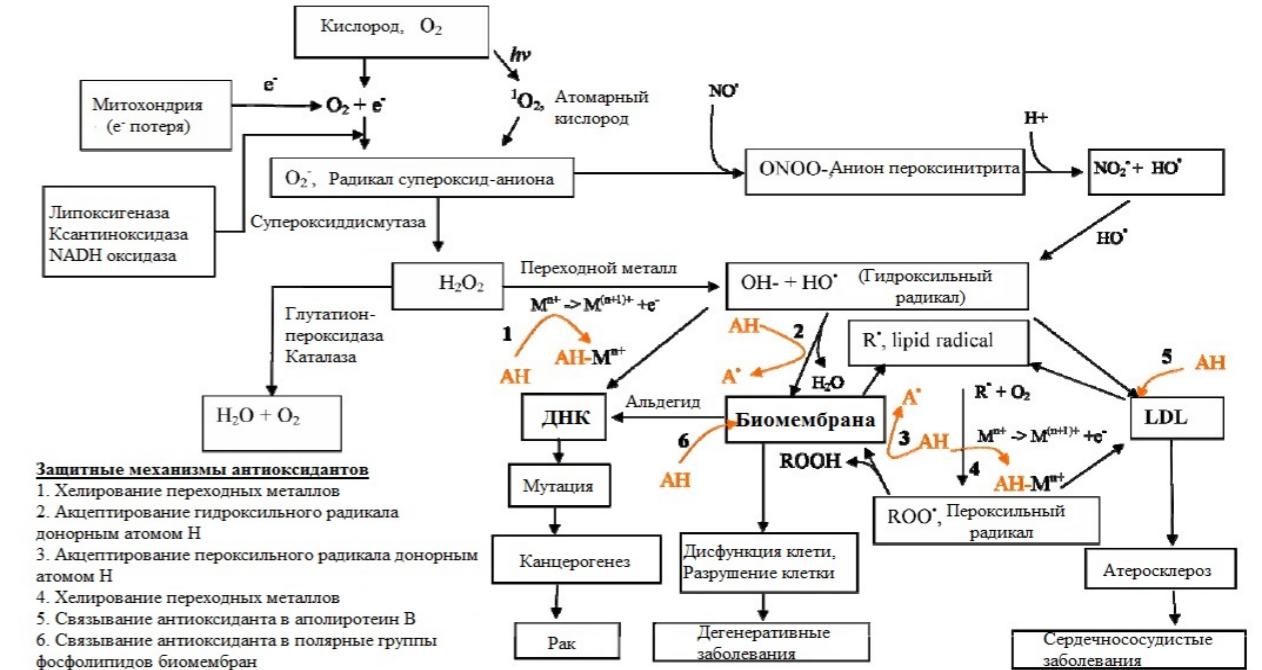 Кислород, O₂
hν
e⁻
NO•
Митохондрия
(e⁻ потеря)
O₂ + e⁻
¹O₂, Атомарный
кислород
H+
O₂⁻, Радикал супероксид-аниона
ONOO-,Анион пероксинитрита
NO₂•+ HO•
Липоксигеназа
Ксантиноксидаза
NADH оксидаза
Супероксиддисмутаза
HO•
H₂O₂
Переходной металл
OH- + HO• (Гидроксильный
радикал)
Mⁿ⁺ -> M⁽ⁿ⁺¹⁾⁺ +e⁻
Глутатион-
пероксидаза
Каталаза
1
AH
AH-Mⁿ⁺
AH
2
A•
H₂O
R•, lipid radical
5
AH
H₂O + O₂
ДНК
Альдегид
Биомембрана
A•
R• + O₂
LDL
6
AH
3
AH
Mⁿ⁺ -> M⁽ⁿ⁺¹⁾⁺ +e⁻
ROOH
4
AH-Mⁿ⁺
Мутация
ROO•, Пероксильный
радикал
Канцерогенез
Дисфункция клети,
Разрушение клетки
Атеросклероз
Рак
Дегенеративные
заболевания
Сердечнососудистые
заболевания
Защитные механизмы антиоксидантов
1. Хелирование переходных металлов
2. Акцептирование гидроксильного радикала
донорным атомом H
3. Акцептирование пероксильного радикала донорным
атомом H
4. Хелирование переходных металлов
5. Связывание антиоксиданта в аполиротеин В
6. Связывание антиоксиданта в полярные группы
фосфолипидов биомембран